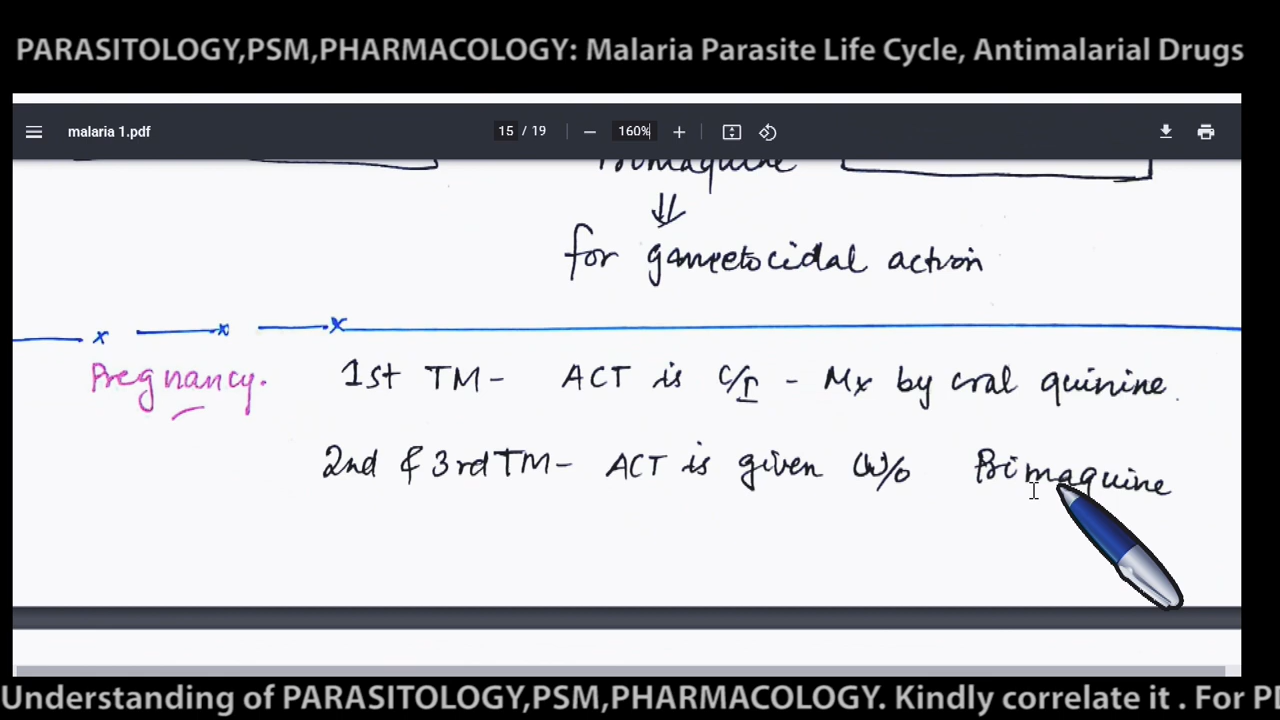 PARASITOLOGY,PSM,PHARMACOLOGY: Malaria Parasite Life Cycle, Antimalarial Drugs
malaria 1.pdf 15 / 19 160%
Primaquine
for gametocidal action
Pregnancy. 1st TM- ACT is C/I - Mx by oral quinine.
2nd & 3rd TM- ACT is given W/o Primaquine
Understanding of PARASITOLOGY,PSM,PHARMACOLOGY. Kindly correlate it . For